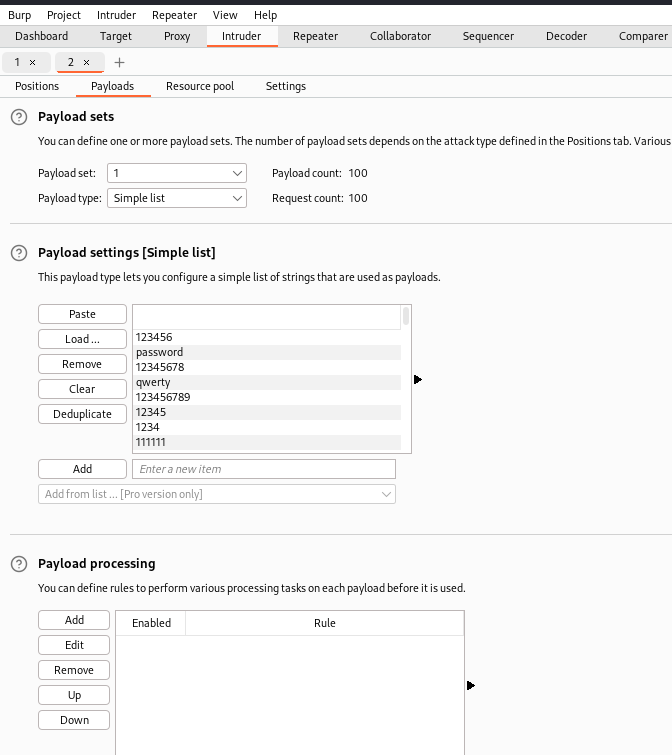 Burp Project Intruder Repeater View Help
Dashboard Target Proxy Intruder Repeater Collaborator Sequencer Decoder Comparer
1 × 2 × +
Positions Payloads Resource pool Settings
? Payload sets
You can define one or more payload sets. The number of payload sets depends on the attack type defined in the Positions tab. Various
Payload set: 1 Payload count: 100
Payload type: Simple list Request count: 100
? Payload settings [Simple list]
This payload type lets you configure a simple list of strings that are used as payloads.
Paste
Load ...
Remove
Clear
Deduplicate
123456
password
12345678
qwerty
123456789
12345
1234
111111
Add Enter a new item
Add from list ... [Pro version only]
? Payload processing
You can define rules to perform various processing tasks on each payload before it is used.
Add
Edit
Remove
Up
Down
Enabled Rule